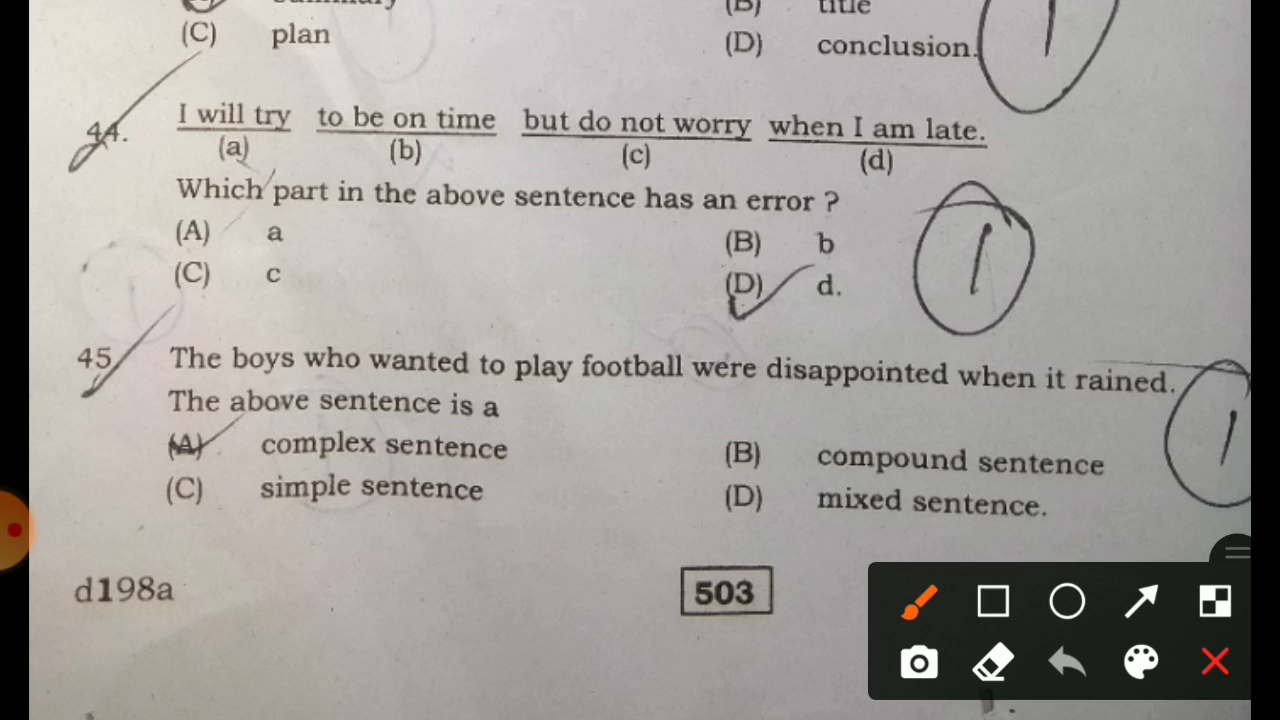 (C) plan (D) conclusion.
44. I will try to be on time but do not worry when I am late.
(a) (b) (c) (d)
Which part in the above sentence has an error ?
(A) a (B) b
(C) c (D) d.
1
45 The boys who wanted to play football were disappointed when it rained.
The above sentence is a
(A) complex sentence (B) compound sentence
1
(C) simple sentence (D) mixed sentence.
d198a 503